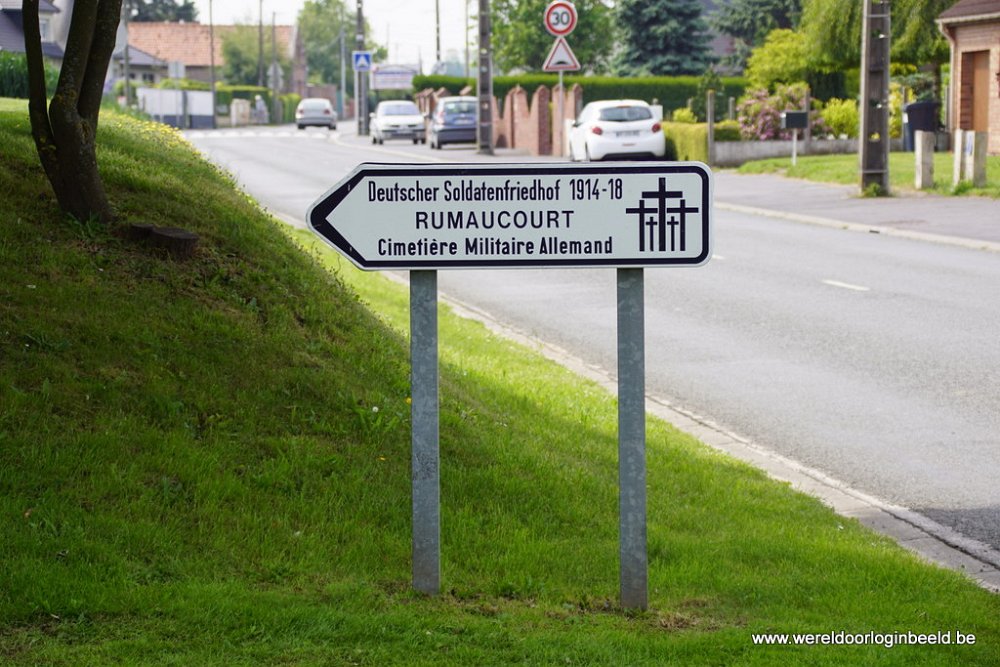 30
Deutscher Soldatenfriedhof 1914-18
RUMAUCOURT
Cimetière Militaire Allemand
www.wereldoorloginbeeld.be